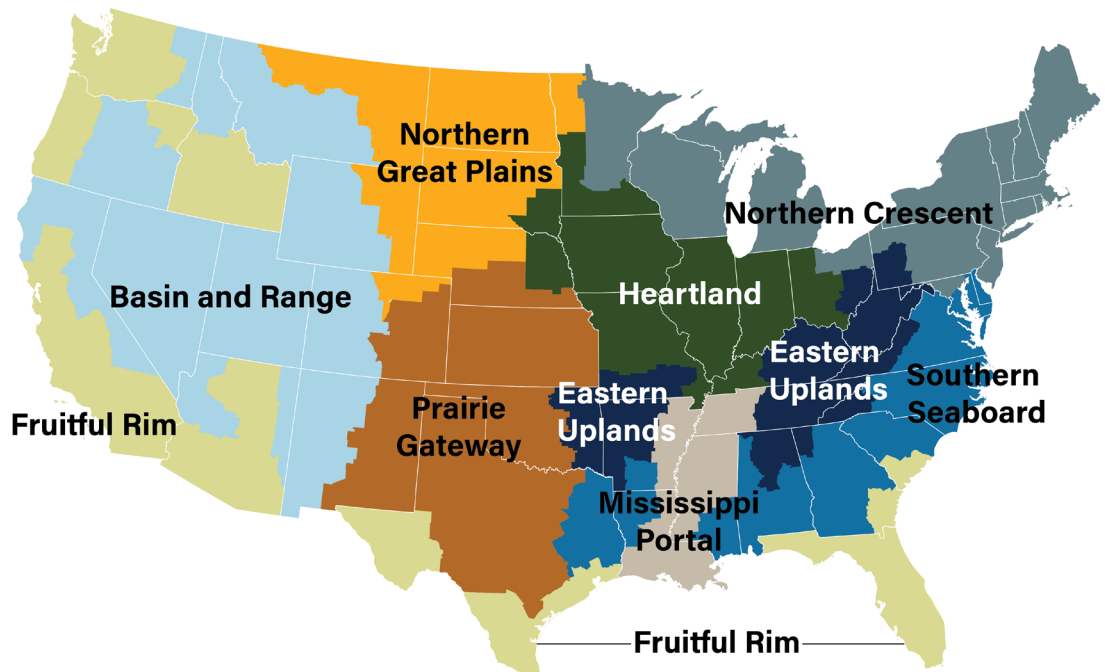 Northern
Great Plains
Northern Crescent
Basin and Range
Heartland
Eastern
Uplands
Southern
Seaboard
Eastern
Uplands
Prairie
Gateway
Fruitful Rim
Mississippi
Portal
Fruitful Rim